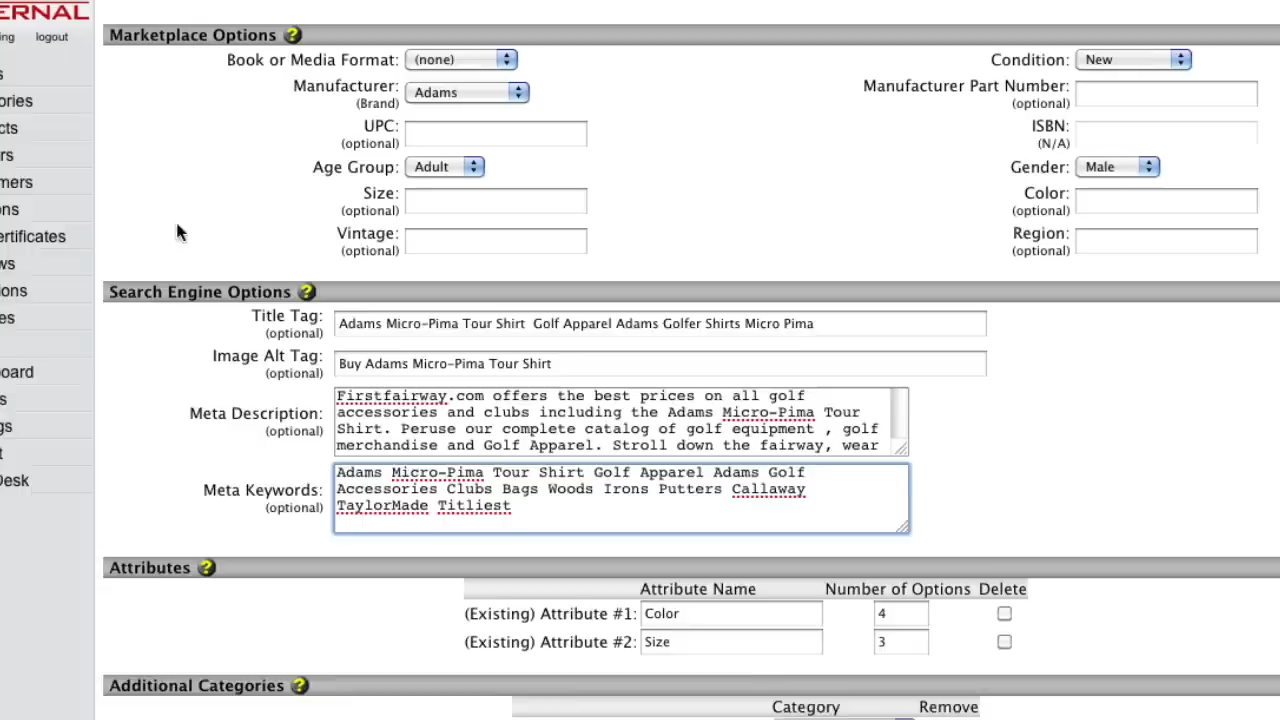 ERNAL
ing logout
s
ories
cts
rs
mers
ons
ertificates
ws
ions
es
oard
s
gs
t
Desk
Marketplace Options ?
Book or Media Format: (none) Condition: New
Manufacturer: Adams Manufacturer Part Number:
(Brand) (optional)
UPC: ISBN:
(optional) (N/A)
Age Group: Adult Gender: Male
Size: Color:
(optional) (optional)
Vintage: Region:
(optional) (optional)
Search Engine Options ?
Title Tag: Adams Micro-Pima Tour Shirt Golf Apparel Adams Golfer Shirts Micro Pima
(optional)
Image Alt Tag: Buy Adams Micro-Pima Tour Shirt
(optional)
Meta Description:
(optional)
Firstfairway.com offers the best prices on all golf
accessories and clubs including the Adams Micro-Pima Tour
Shirt. Peruse our complete catalog of golf equipment , golf
merchandise and Golf Apparel. Stroll down the fairway, wear
Meta Keywords:
(optional)
Adams Micro-Pima Tour Shirt Golf Apparel Adams Golf
Accessories Clubs Bags Woods Irons Putters Callaway
TaylorMade Titliest
Attributes ?
Attribute Name Number of Options Delete
(Existing) Attribute #1: Color 4
(Existing) Attribute #2: Size 3
Additional Categories ?
Category Remove